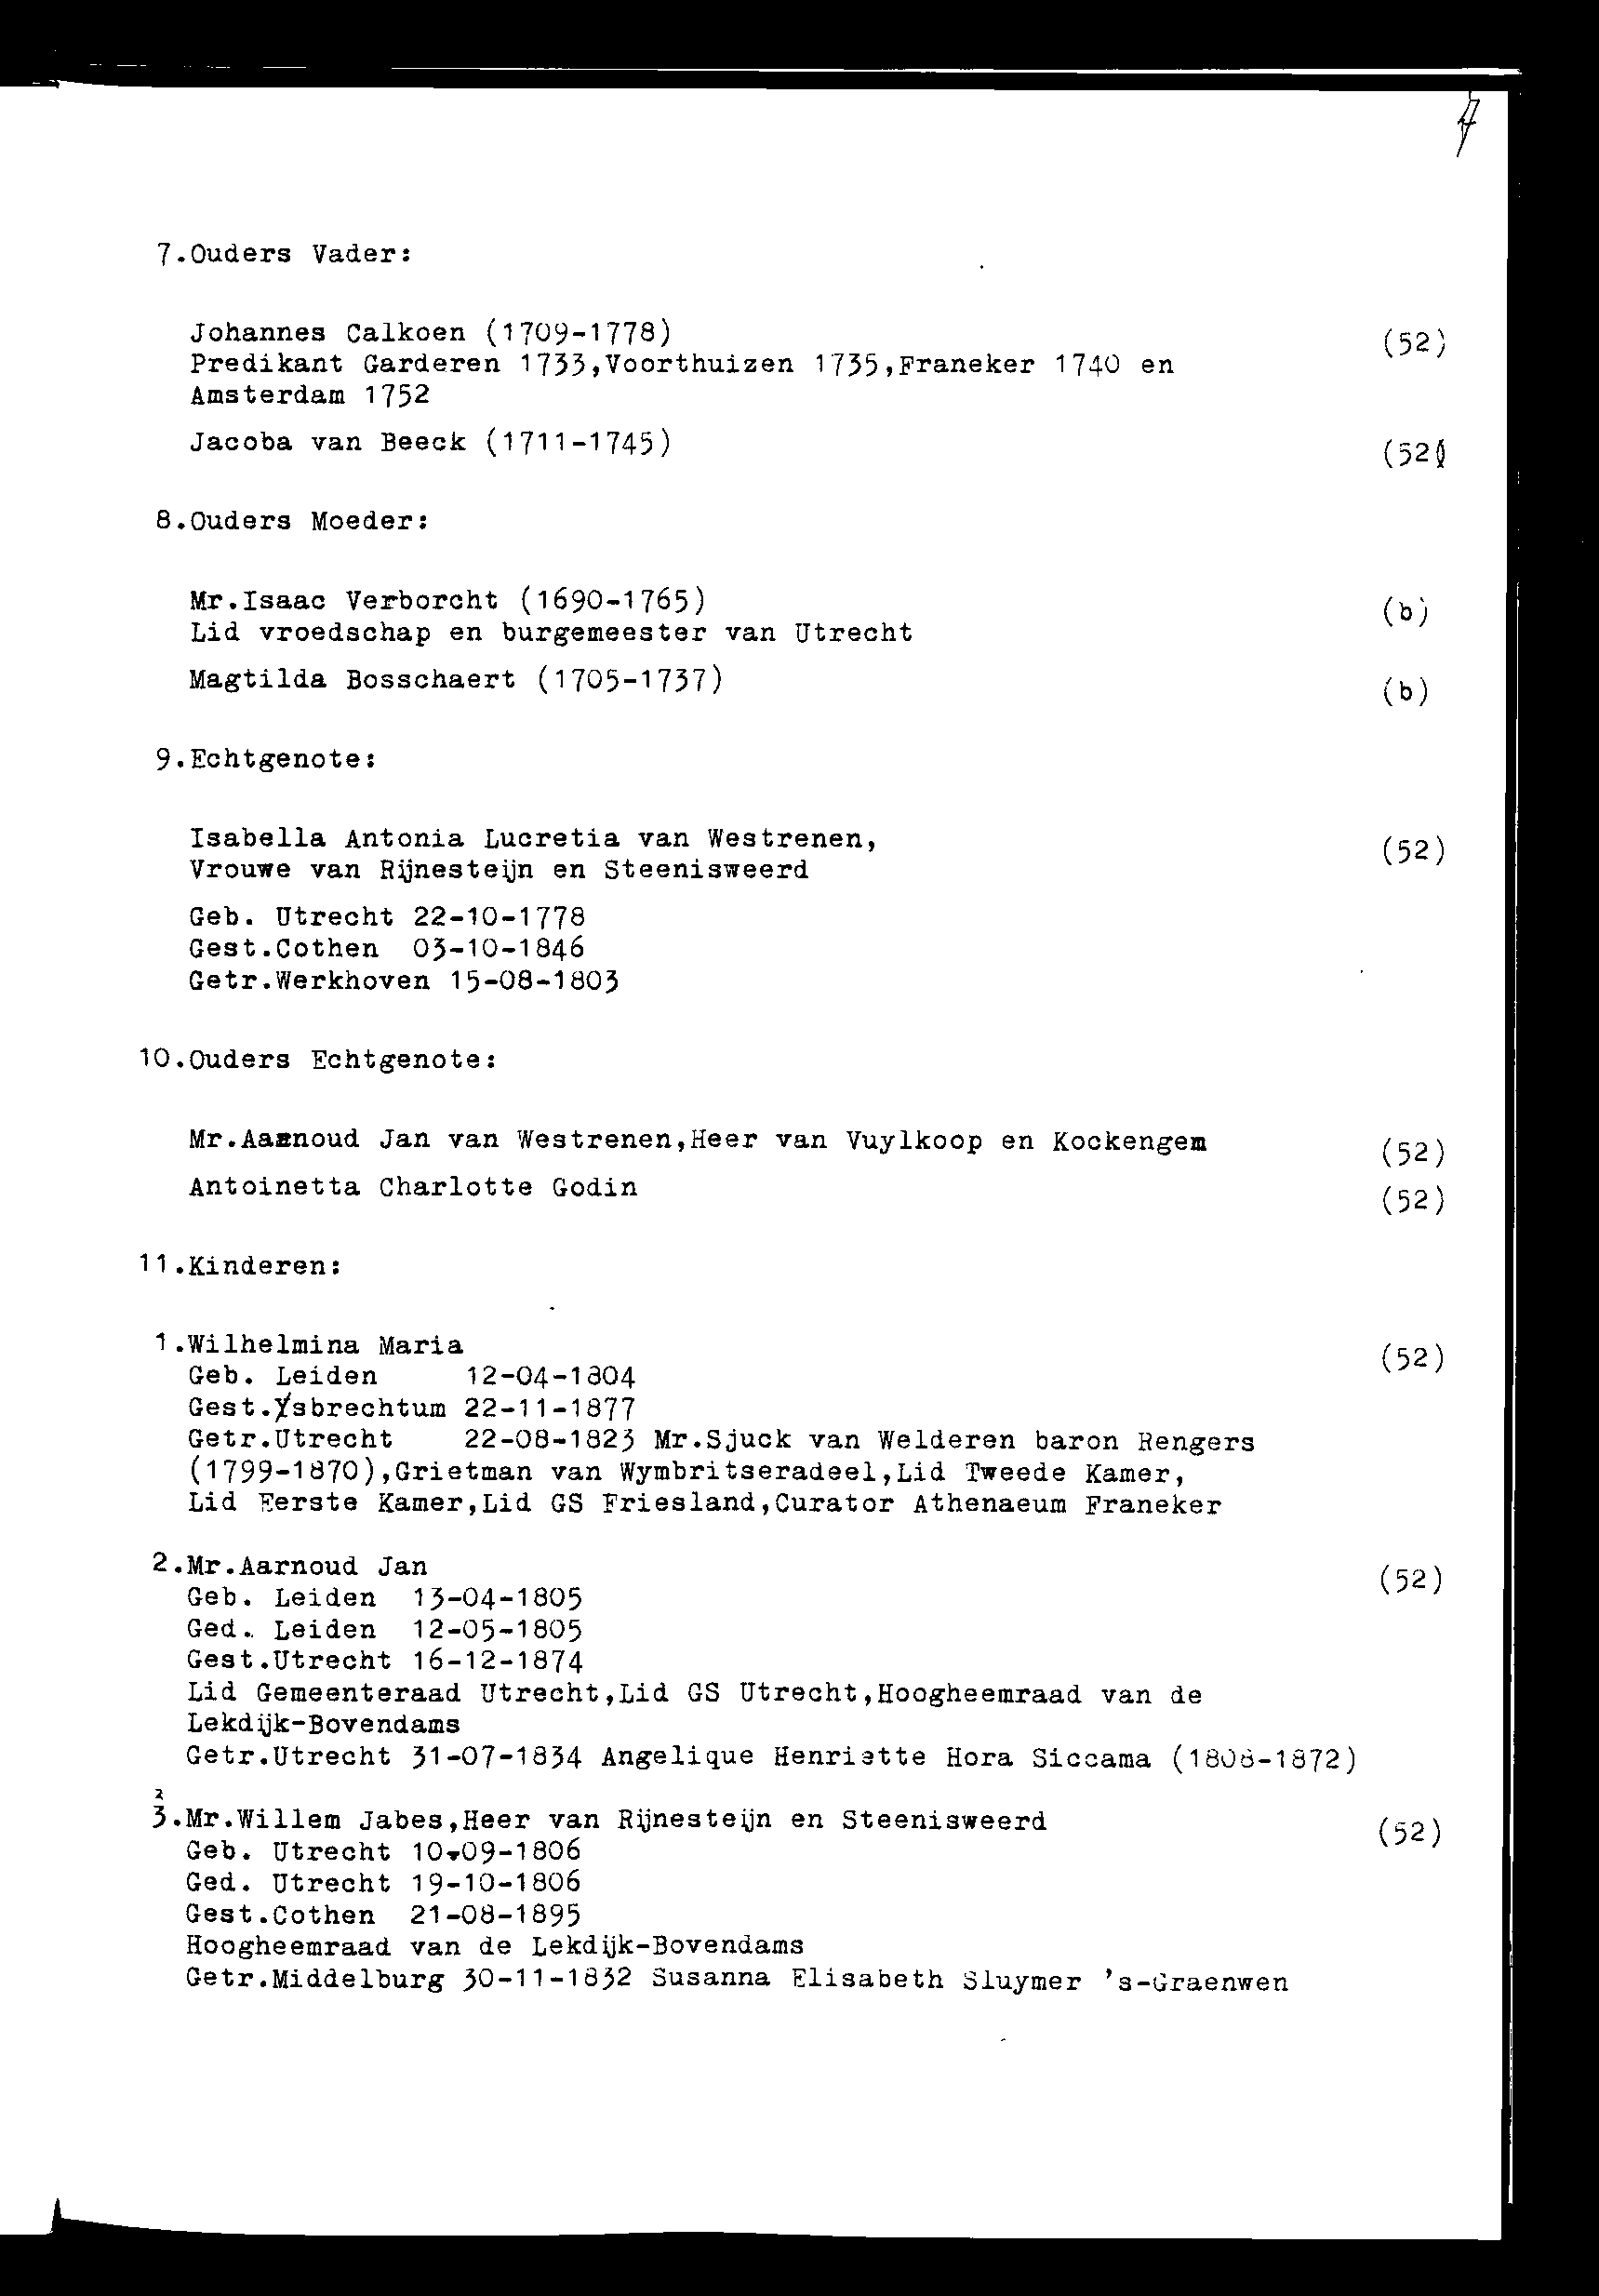 7
7.Ouders Vader:
Johannes Calkoen (1709-1778) (52)
Predikant Garderen 1733,Voorthuizen 1735,Franeker 1740 en
Amsterdam 1752
Jacoba van Beeck (1711-1745) (52)
8.Ouders Moeder:
Mr.Isaac Verborcht (1690-1765) (b)
Lid vroedschap en burgemeester van Utrecht
Magtilda Bosschaert (1705-1737) (b)
9.Echtgenote:
Isabella Antonia Lucretia van Westrenen, (52)
Vrouwe van Rijnesteijn en Steenisweerd
Geb. Utrecht 22-10-1778
Gest.Cothen 03-10-1846
Getr.Werkhoven 15-08-1803
10.Ouders Echtgenote:
Mr.Aarnoud Jan van Westrenen,Heer van Vuylkoop en Kockengem (52)
Antoinetta Charlotte Godin (52)
11.Kinderen:
1.Wilhelmina Maria (52)
Geb. Leiden 12-04-1804
Gest.Ysbrechtum 22-11-1877
Getr.Utrecht 22-08-1823 Mr.Sjuck van Welderen baron Rengers
(1799-1870),Grietman van Wymbritseradeel,Lid Tweede Kamer,
Lid Eerste Kamer,Lid GS Friesland,Curator Athenaeum Franeker
2.Mr.Aarnoud Jan (52)
Geb. Leiden 13-04-1805
Ged. Leiden 12-05-1805
Gest.Utrecht 16-12-1874
Lid Gemeenteraad Utrecht,Lid GS Utrecht,Hoogheemraad van de
Lekdijk-Bovendams
Getr.Utrecht 31-07-1834 Angelique Henriette Hora Siccama (1808-1872)
2
3.Mr.Willem Jabes,Heer van Rijnesteijn en Steenisweerd (52)
Geb. Utrecht 10-09-1806
Ged. Utrecht 19-10-1806
Gest.Cothen 21-08-1895
Hoogheemraad van de Lekdijk-Bovendams
Getr.Middelburg 30-11-1832 Susanna Elisabeth Sluymer 's-Graenwen